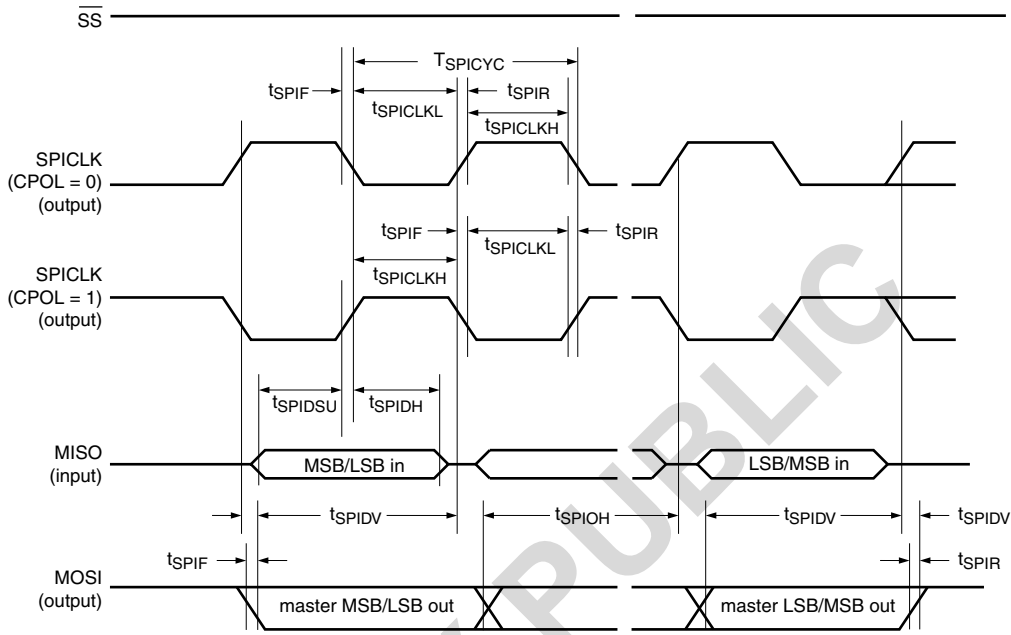 SS
TSPICYC
tSPIF
tSPICLKL
tSPIR
tSPICLKH
SPICLK
(CPOL = 0)
(output)
tSPIF
tSPICLKL
tSPIR
tSPICLKH
SPICLK
(CPOL = 1)
(output)
tSPIDSU
tSPIDH
MISO
(input)
MSB/LSB in
LSB/MSB in
tSPIDV
tSPIOH
tSPIDV
tSPIDV
tSPIF
tSPIR
MOSI
(output)
master MSB/LSB out
master LSB/MSB out
PUBLIC